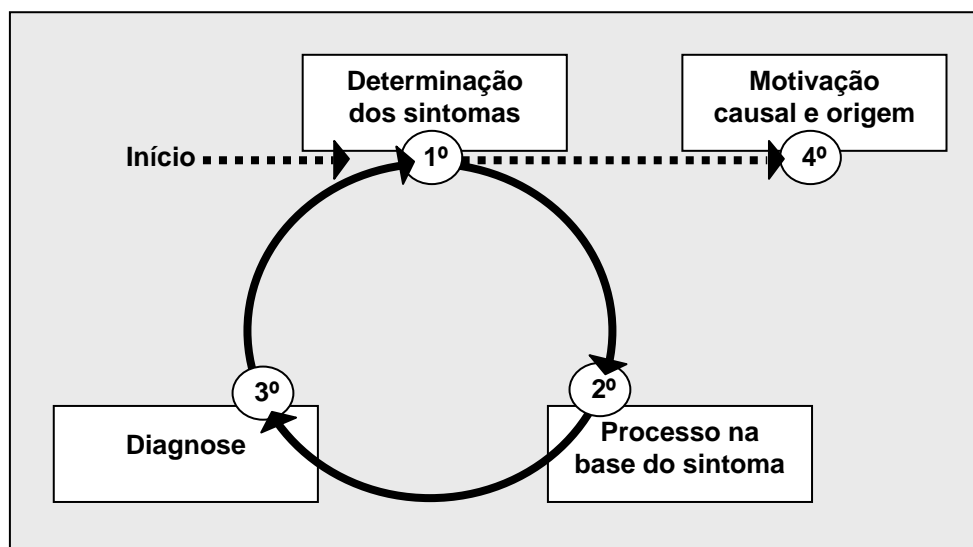 Determinação
dos sintomas
Motivação
causal e origem
Início
1º
4º
3º
2º
Diagnose
Processo na
base do sintoma